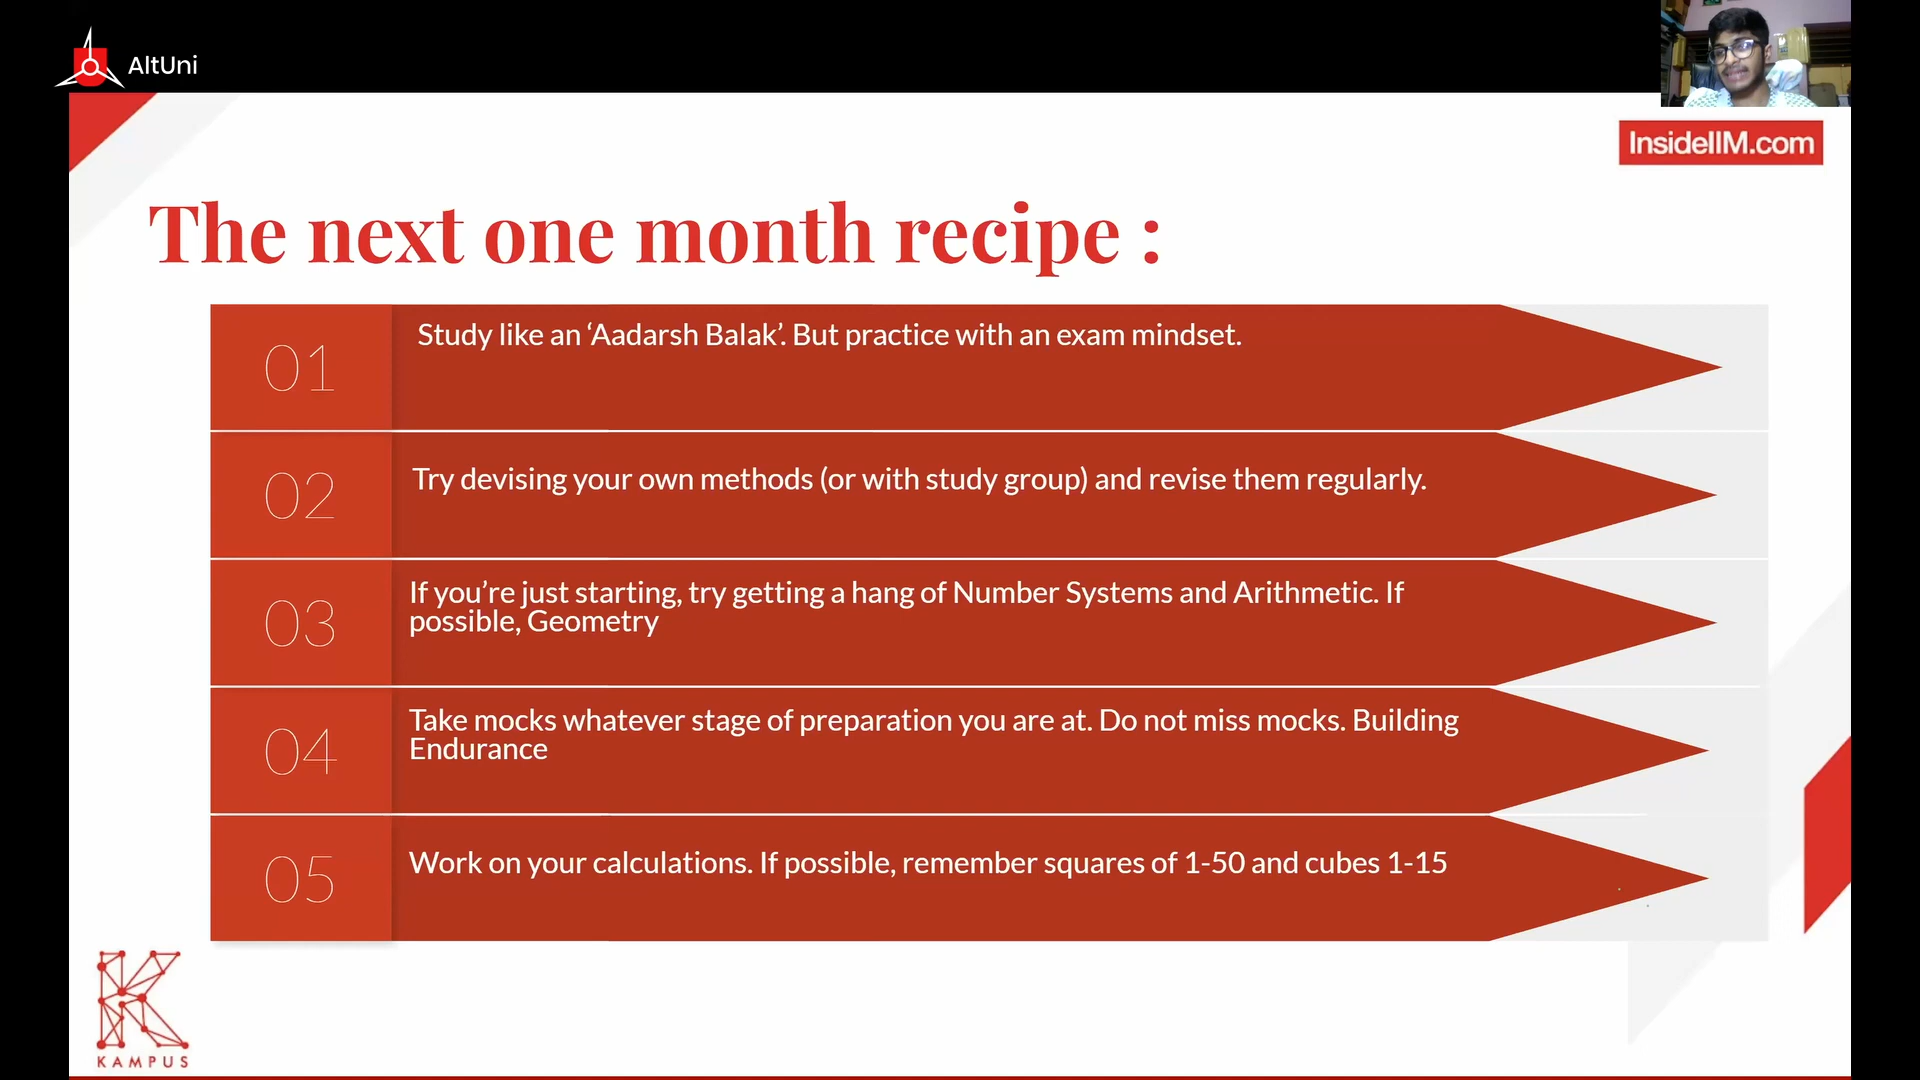 AltUni
InsideIIM.com
The next one month recipe :
01
Study like an ‘Aadarsh Balak’. But practice with an exam mindset.
02
Try devising your own methods (or with study group) and revise them regularly.
03
If you’re just starting, try getting a hang of Number Systems and Arithmetic. If
possible, Geometry
04
Take mocks whatever stage of preparation you are at. Do not miss mocks. Building
Endurance
05
Work on your calculations. If possible, remember squares of 1-50 and cubes 1-15
KAMPUS